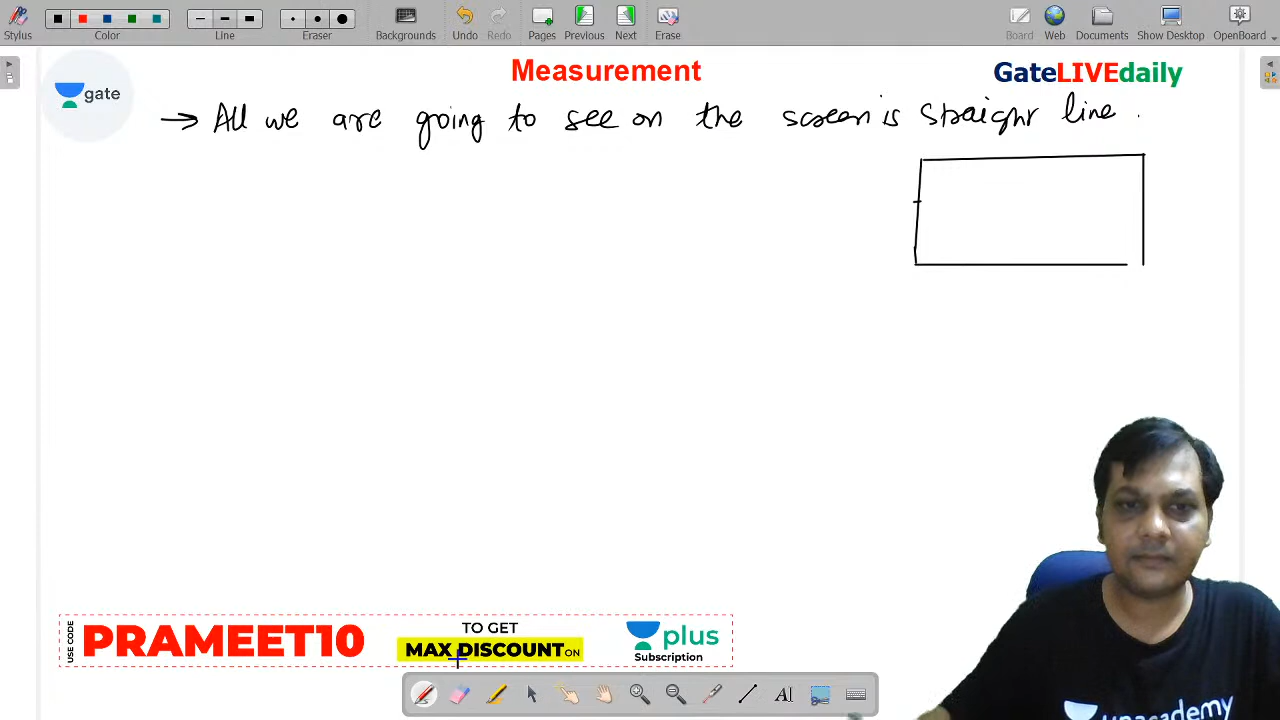 Stylus Color Line Eraser Backgrounds Undo Redo Pages Previous Next Erase Board Web Documents Show Desktop OpenBoard
gate
Measurement
GateLIVEdaily
→ All we are going to see on the screen is straight line.
USE CODE
PRAMEET10
TO GET
MAX DISCOUNT ON
plus
Subscription
unacademy